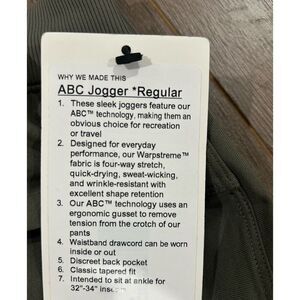 WHY WE MADE THIS
ABC Jogger *Regular
1. These sleek joggers feature our
ABC™ technology, making them an
obvious choice for recreation
or travel
2. Designed for everyday
performance, our Warpstreme™
fabric is four-way stretch,
quick-drying, sweat-wicking,
and wrinkle-resistant with
excellent shape retention
3. Our ABC™ technology uses an
ergonomic gusset to remove
tension from the crotch of our
pants
4. Waistband drawcord can be worn
inside or out
5. Discreet back pocket
6. Classic tapered fit
7. Intended to sit at ankle for
32"-34" inseams